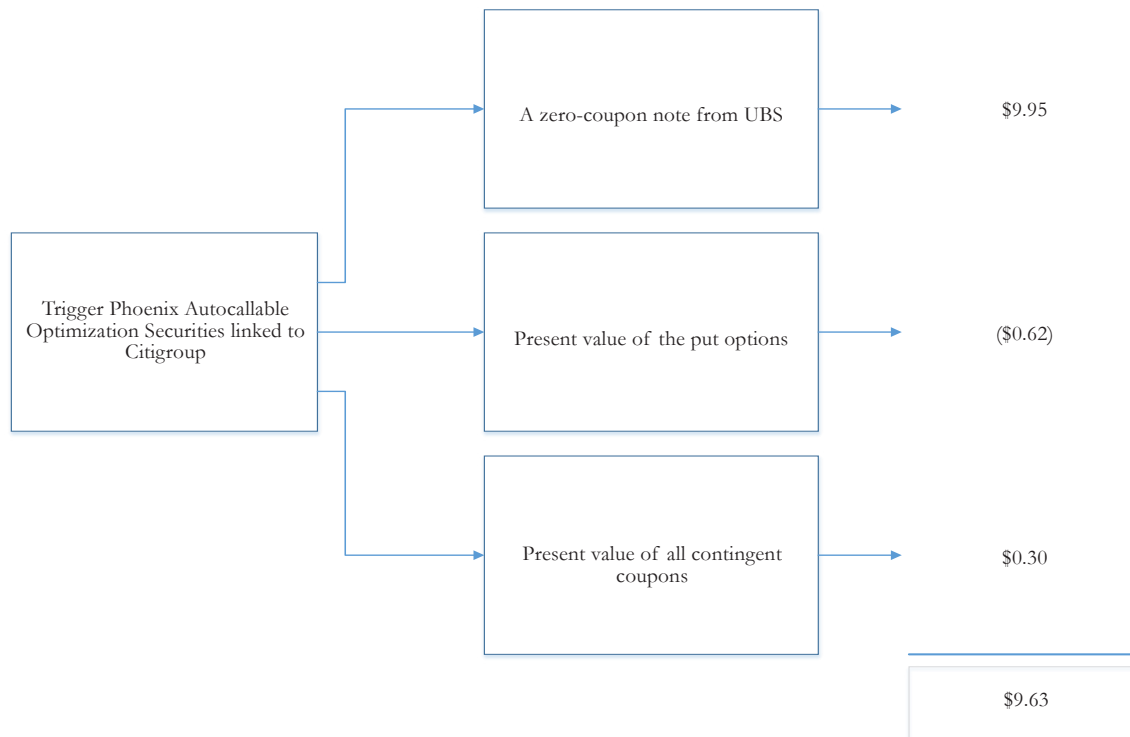 A zero-coupon note from UBS
$9.95
Trigger Phoenix Autocallable
Optimization Securities linked to
Citigroup
Present value of the put options
($0.62)
Present value of all contingent
coupons
$0.30
$9.63